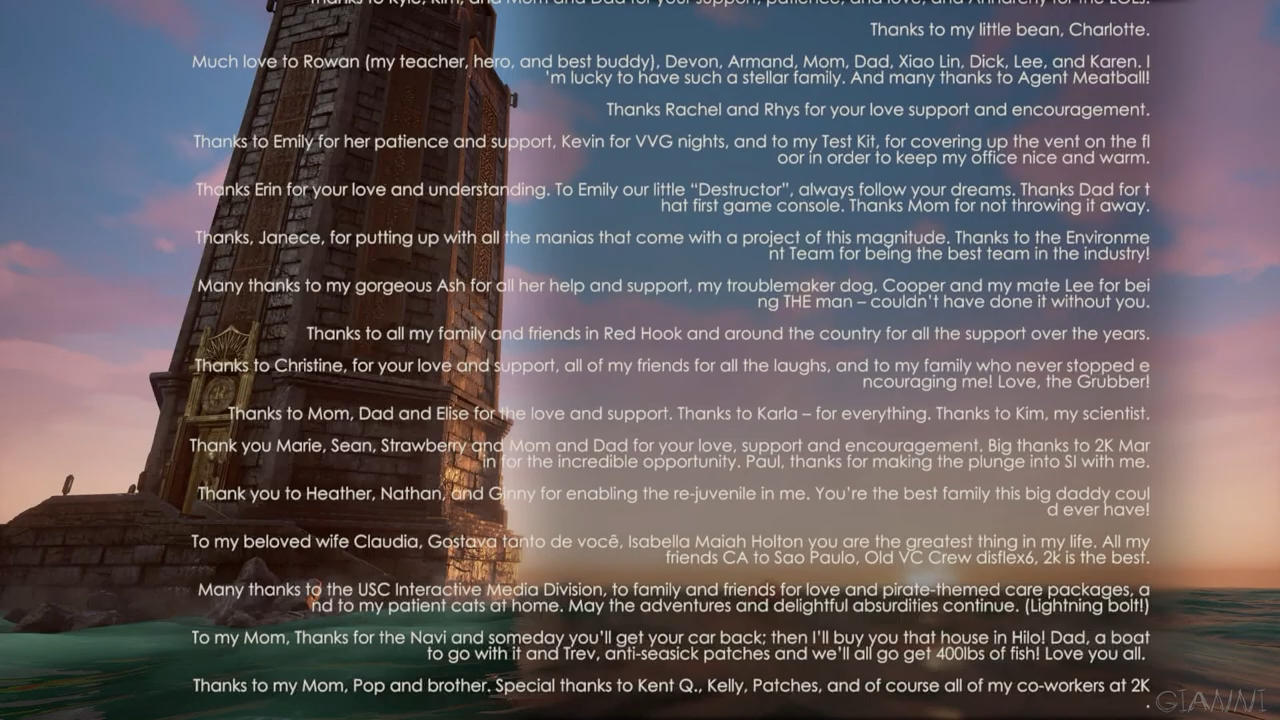 Thanks to Kyle, Kim, and Mom and Dad for your support, patience, and love, and Annarchy for the LOLs.
Thanks to my little bean, Charlotte.
Much love to Rowan (my teacher, hero, and best buddy), Devon, Armand, Mom, Dad, Xiao Lin, Dick, Lee, and Karen. I
'm lucky to have such a stellar family. And many thanks to Agent Meatball!
Thanks Rachel and Rhys for your love support and encouragement.
Thanks to Emily for her patience and support, Kevin for VVG nights, and to my Test Kit, for covering up the vent on the fl
oor in order to keep my office nice and warm.
Thanks Erin for your love and understanding. To Emily our little “Destructor”, always follow your dreams. Thanks Dad for t
hat first game console. Thanks Mom for not throwing it away.
Thanks, Janece, for putting up with all the manias that come with a project of this magnitude. Thanks to the Environme
nt Team for being the best team in the industry!
Many thanks to my gorgeous Ash for all her help and support, my troublemaker dog, Cooper and my mate Lee for bei
ng THE man – couldn’t have done it without you.
Thanks to all my family and friends in Red Hook and around the country for all the support over the years.
Thanks to Christine, for your love and support, all of my friends for all the laughs, and to my family who never stopped e
ncouraging me! Love, the Grubber!
Thanks to Mom, Dad and Elise for the love and support. Thanks to Karla – for everything. Thanks to Kim, my scientist.
Thank you Marie, Sean, Strawberry and Mom and Dad for your love, support and encouragement. Big thanks to 2K Mar
in for the incredible opportunity. Paul, thanks for making the plunge into SI with me.
Thank you to Heather, Nathan, and Ginny for enabling the re-juvenile in me. You’re the best family this big daddy coul
d ever have!
To my beloved wife Claudia, Gostava tanto de você, Isabella Maiah Holton you are the greatest thing in my life. All my
friends CA to Sao Paulo, Old VC Crew disflex6, 2k is the best.
Many thanks to the USC Interactive Media Division, to family and friends for love and pirate-themed care packages, a
nd to my patient cats at home. May the adventures and delightful absurdities continue. (Lightning bolt!)
To my Mom, Thanks for the Navi and someday you’ll get your car back; then I’ll buy you that house in Hilo! Dad, a boat
to go with it and Trev, anti-seasick patches and we’ll all go get 400lbs of fish! Love you all.
Thanks to my Mom, Pop and brother. Special thanks to Kent Q., Kelly, Patches, and of course all of my co-workers at 2K
.
GIANNI